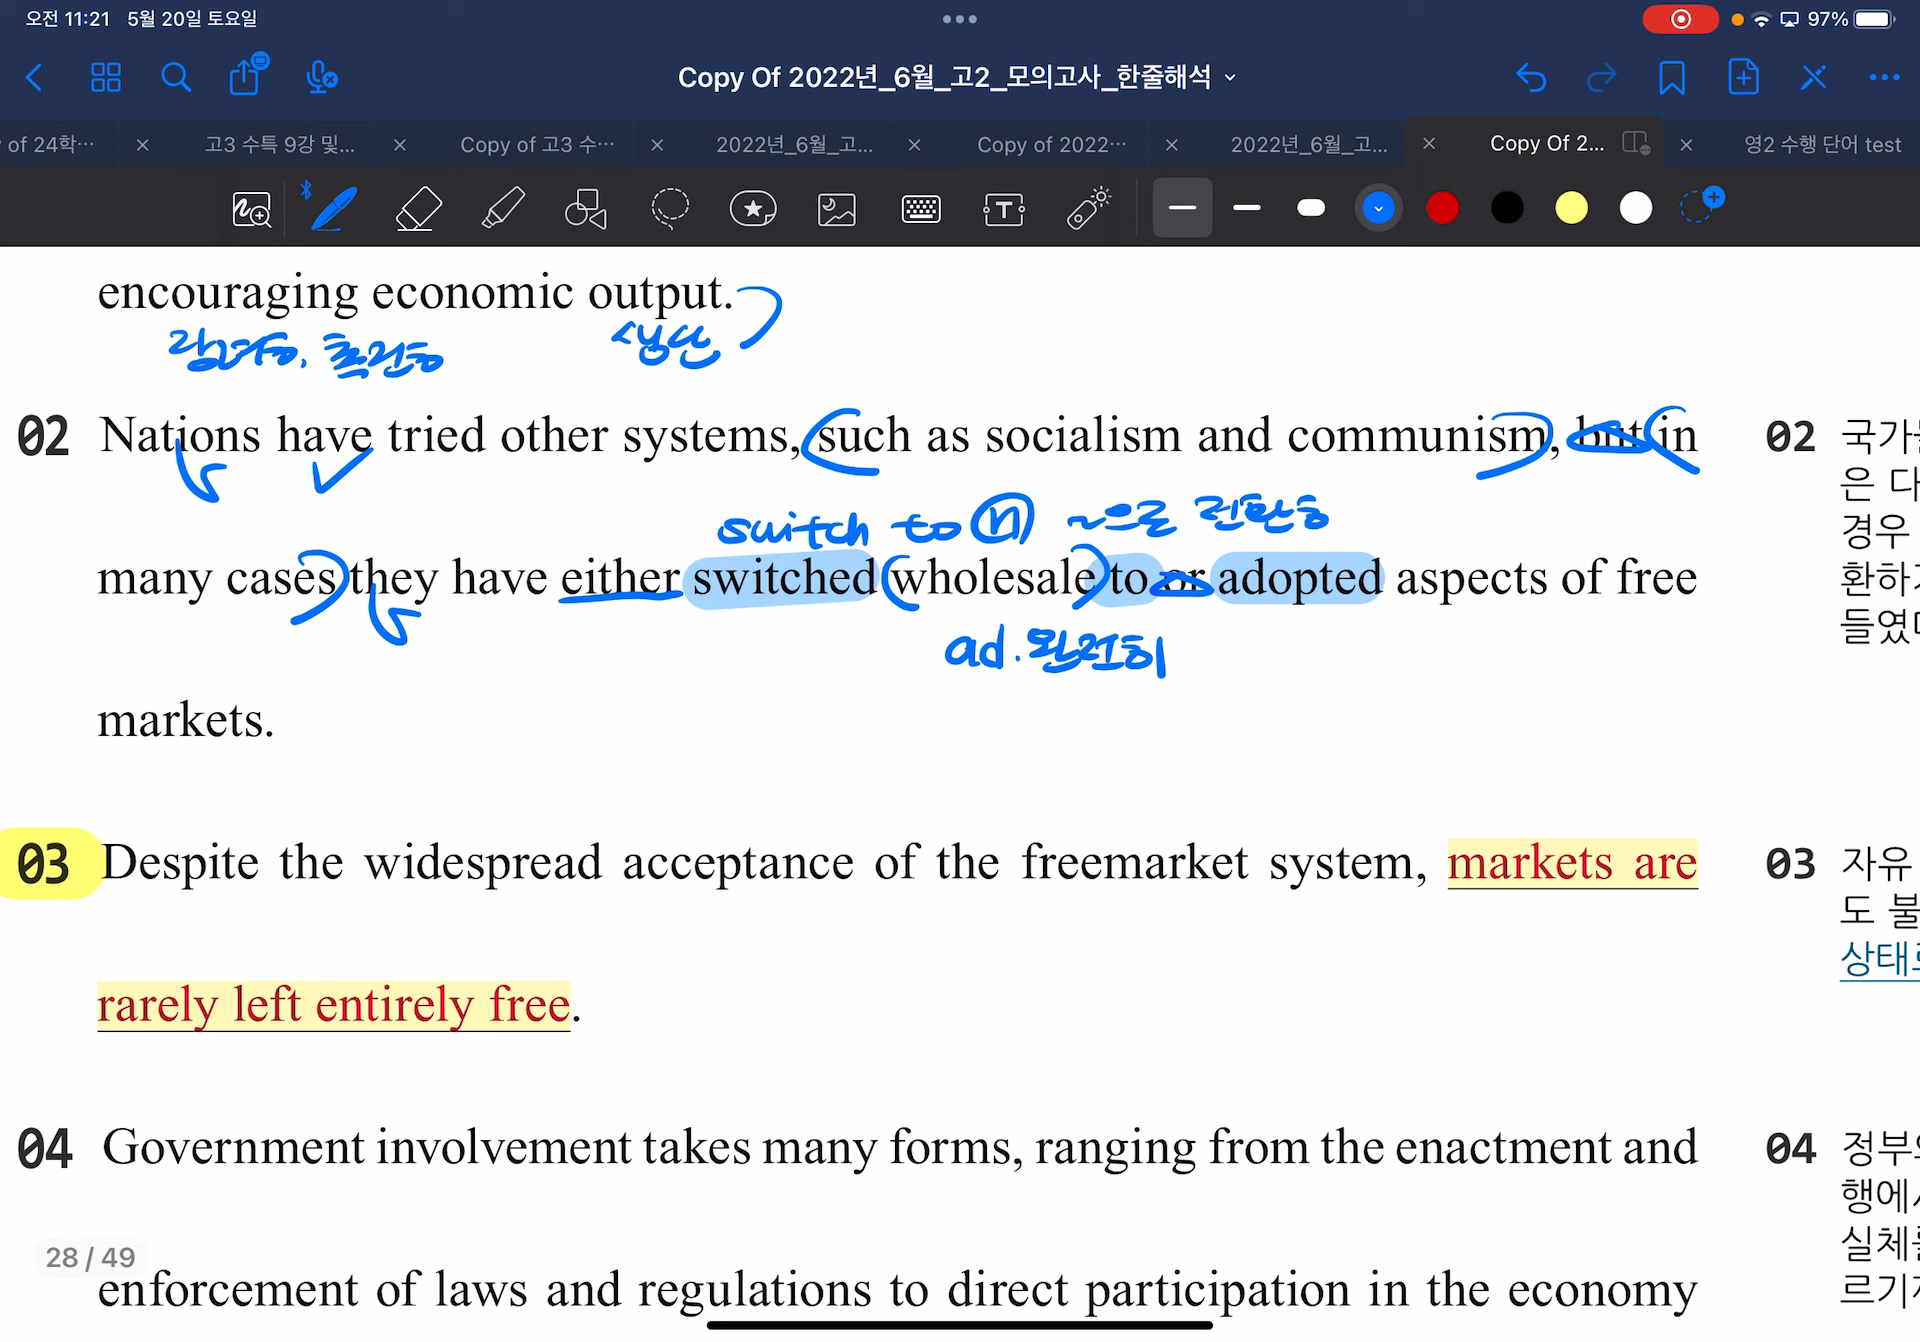 오전 11:21 5월 20일 토요일
97%
Copy Of 2022년_6월_고2_모의고사_한줄해석
of 24학…
고3 수특 9강 및...
Copy of 고3 수…
2022년_6월_고...
Copy of 2022…
2022년_6월_고...
Copy Of 2...
영2 수행 단어 test
encouraging economic output.
격려하, 촉진하 생산
02 Nations have tried other systems, such as socialism and communism, but in
switch to ⓝ ~으로 전환하
many cases they have either switched wholesale to or adopted aspects of free
ad. 완전히
markets.
03 Despite the widespread acceptance of the freemarket system, markets are
rarely left entirely free.
04 Government involvement takes many forms, ranging from the enactment and
enforcement of laws and regulations to direct participation in the economy
28 / 49
02 국가
은 다
경우
환하
들였
03 자유
도 불
상태로
04 정부
행에서
실체를
르기